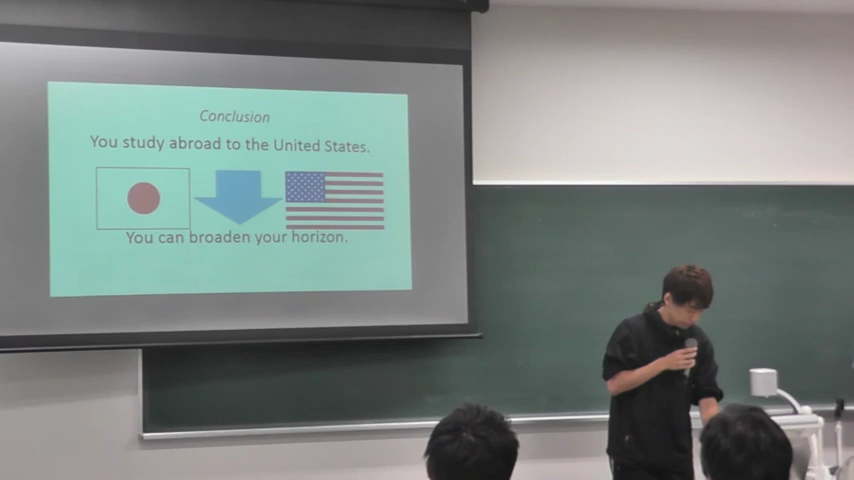 Conclusion
You study abroad to the United States.
You can broaden your horizon.